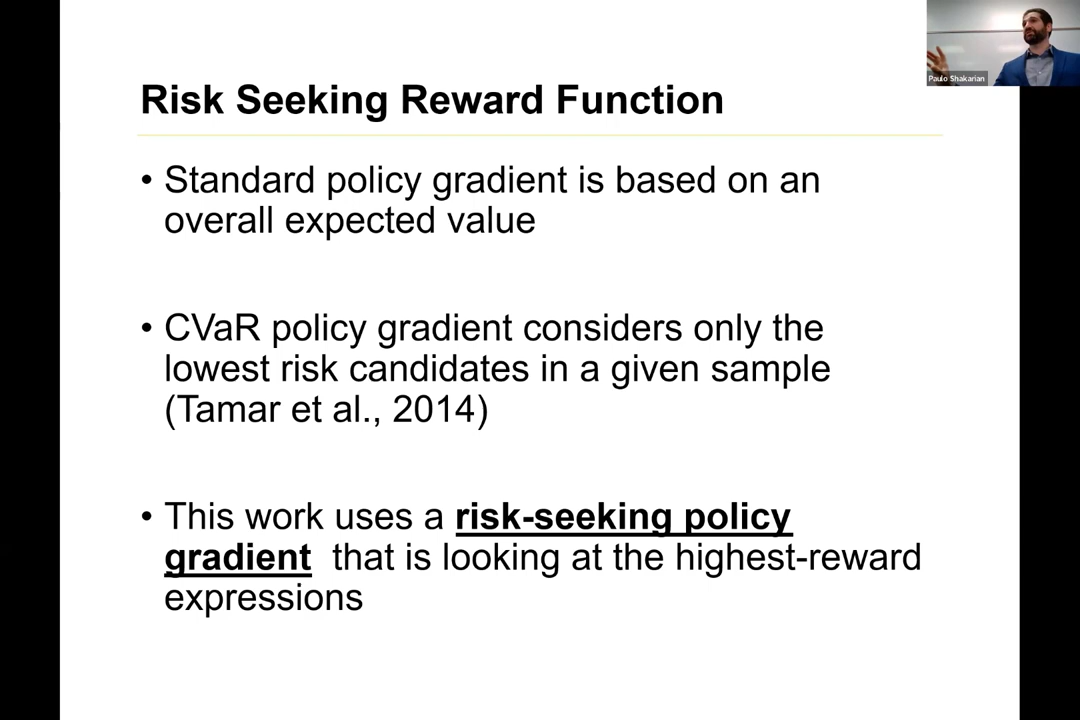 Paulo Shakarian
Risk Seeking Reward Function
• Standard policy gradient is based on an
overall expected value
• CVaR policy gradient considers only the
lowest risk candidates in a given sample
(Tamar et al., 2014)
• This work uses a risk-seeking policy
gradient that is looking at the highest-reward
expressions